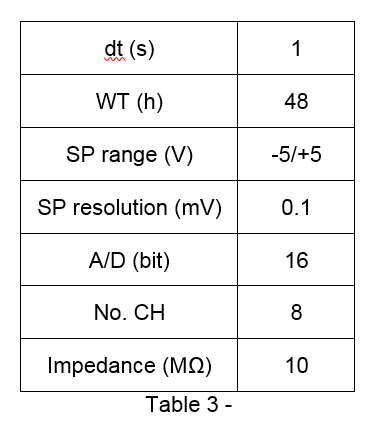 dt (s) 1
WT (h) 48
SP range (V) -5/+5
SP resolution (mV) 0.1
A/D (bit) 16
No. CH 8
Impedance (MΩ) 10
Table 3 -